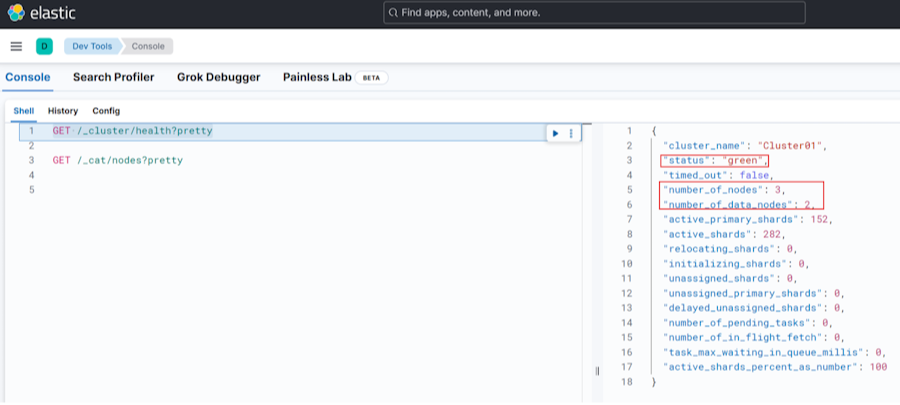 elastic
Find apps, content, and more.
D
Dev Tools
Console
Console
Search Profiler
Grok Debugger
Painless Lab
BETA
Shell
History
Config
1 GET /_cluster/health?pretty
2
3 GET /_cat/nodes?pretty
4
5
1 {
2 "cluster_name": "Cluster01",
3 "status": "green",
4 "timed_out": false,
5 "number_of_nodes": 3,
6 "number_of_data_nodes": 2,
7 "active_primary_shards": 152,
8 "active_shards": 282,
9 "relocating_shards": 0,
10 "initializing_shards": 0,
11 "unassigned_shards": 0,
12 "unassigned_primary_shards": 0,
13 "delayed_unassigned_shards": 0,
14 "number_of_pending_tasks": 0,
15 "number_of_in_flight_fetch": 0,
16 "task_max_waiting_in_queue_millis": 0,
17 "active_shards_percent_as_number": 100
18 }